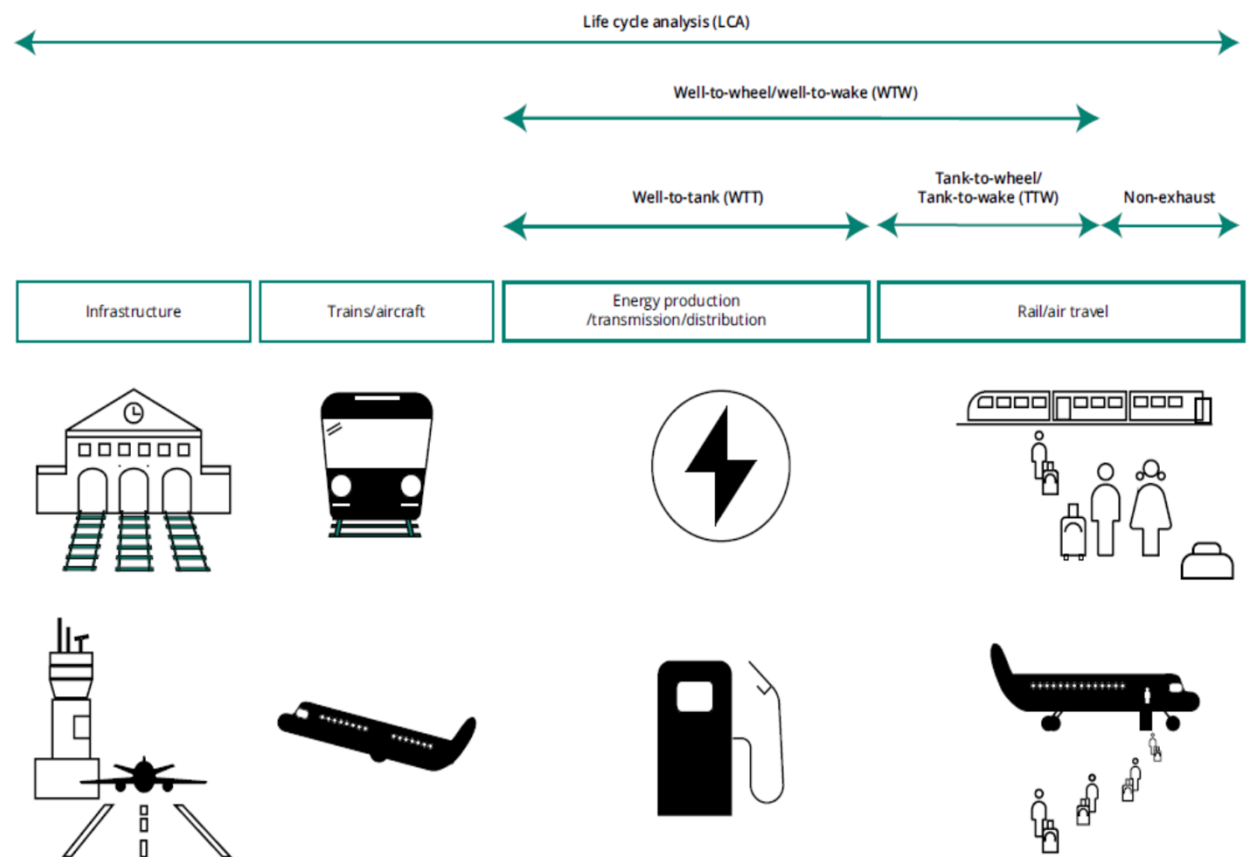 Life cycle analysis (LCA)
Well-to-wheel/well-to-wake (WTW)
Well-to-tank (WTT)
Tank-to-wheel/
Tank-to-wake (TTW)
Non-exhaust
Infrastructure
Trains/aircraft
Energy production
/transmission/distribution
Rail/air travel